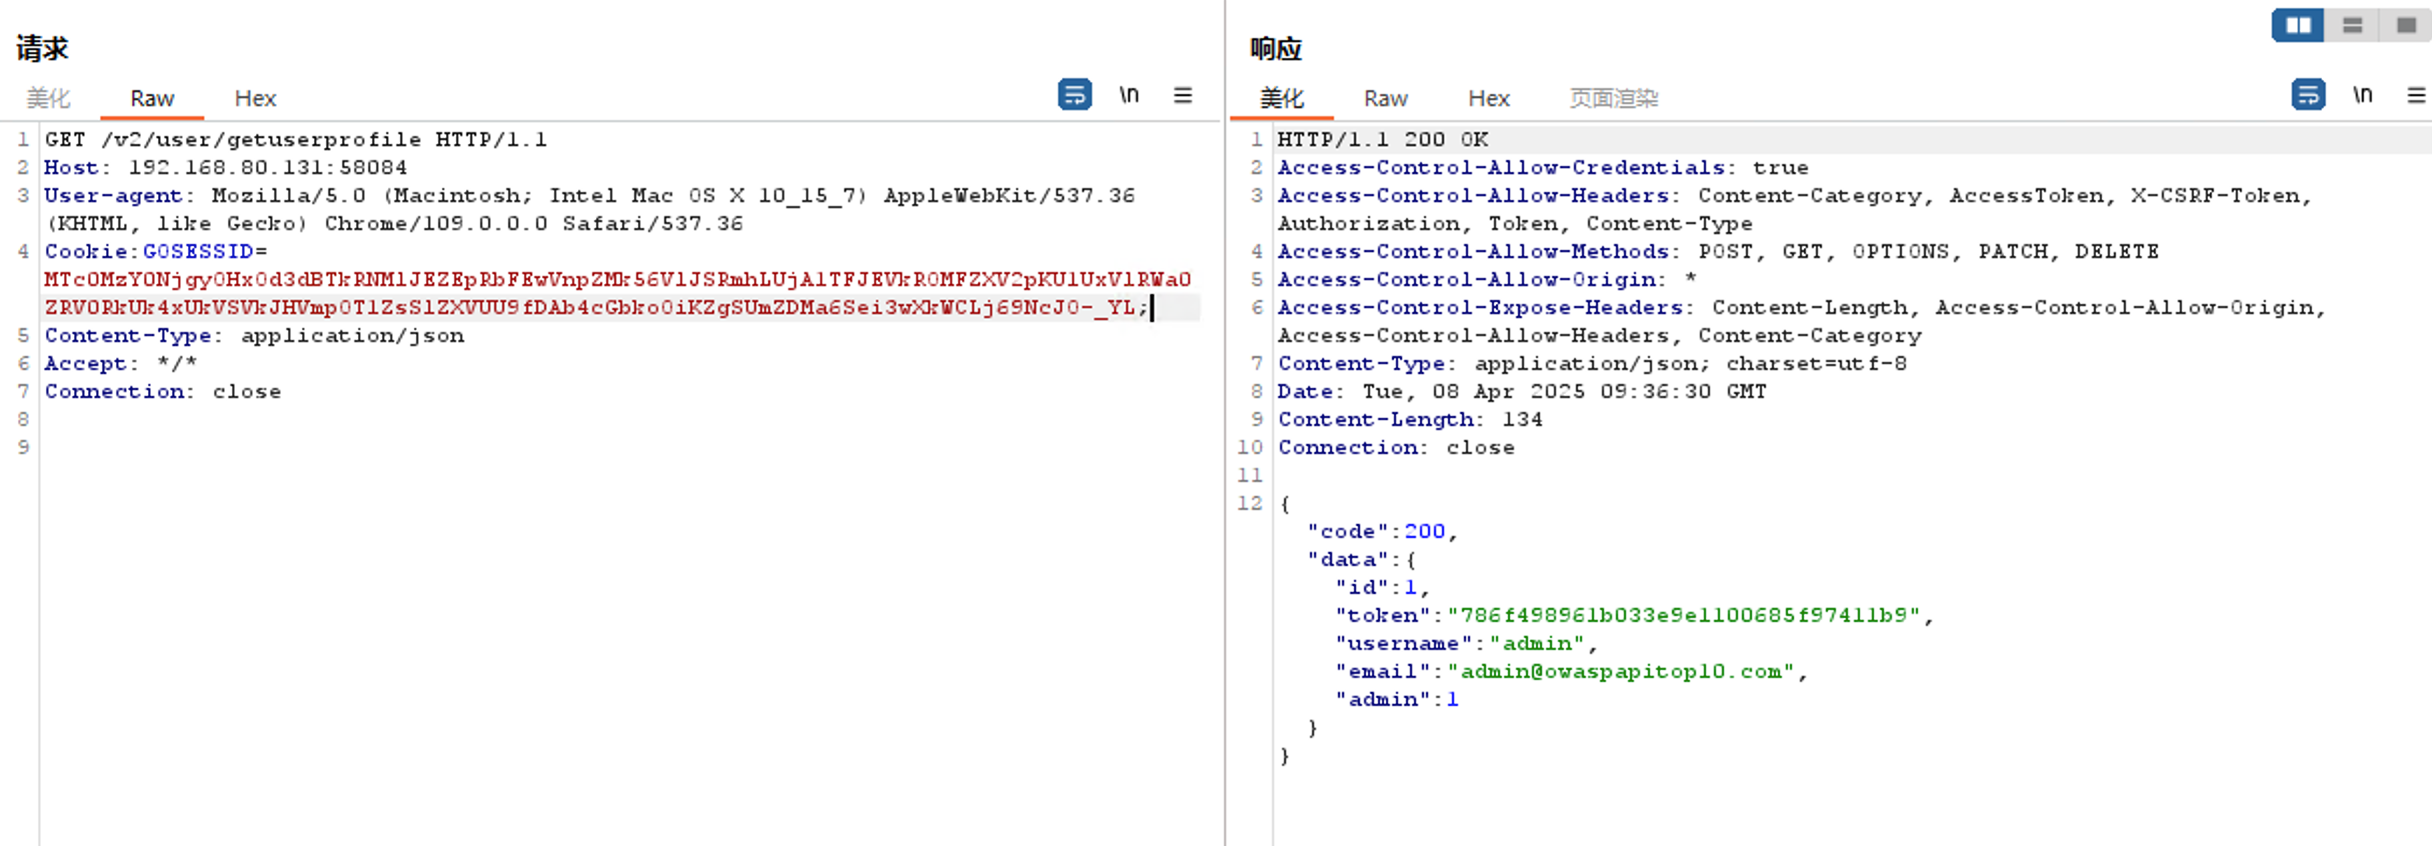 请求
美化 Raw Hex \n
1 GET /v2/user/getuserprofile HTTP/1.1
2 Host: 192.168.80.131:58084
3 User-agent: Mozilla/5.0 (Macintosh; Intel Mac OS X 10_15_7) AppleWebKit/537.36
(KHTML, like Gecko) Chrome/109.0.0.0 Safari/537.36
4 Cookie:GOSESSID=
5 Content-Type: application/json
6 Accept: */*
7 Connection: close
8
9
响应
美化 Raw Hex 页面渲染 \n
1 HTTP/1.1 200 OK
2 Access-Control-Allow-Credentials: true
3 Access-Control-Allow-Headers: Content-Category, AccessToken, X-CSRF-Token,
Authorization, Token, Content-Type
4 Access-Control-Allow-Methods: POST, GET, OPTIONS, PATCH, DELETE
5 Access-Control-Allow-Origin: *
6 Access-Control-Expose-Headers: Content-Length, Access-Control-Allow-Origin,
Access-Control-Allow-Headers, Content-Category
7 Content-Type: application/json; charset=utf-8
8 Date: Tue, 08 Apr 2025 09:36:30 GMT
9 Content-Length: 134
10 Connection: close
11
12 {
"code":200,
"data":{
"id":1,
"token":"786f498961b033e9e1100685f97411b9",
"username":"admin",
"email":"admin@owaspapitop10.com",
"admin":1
}
}